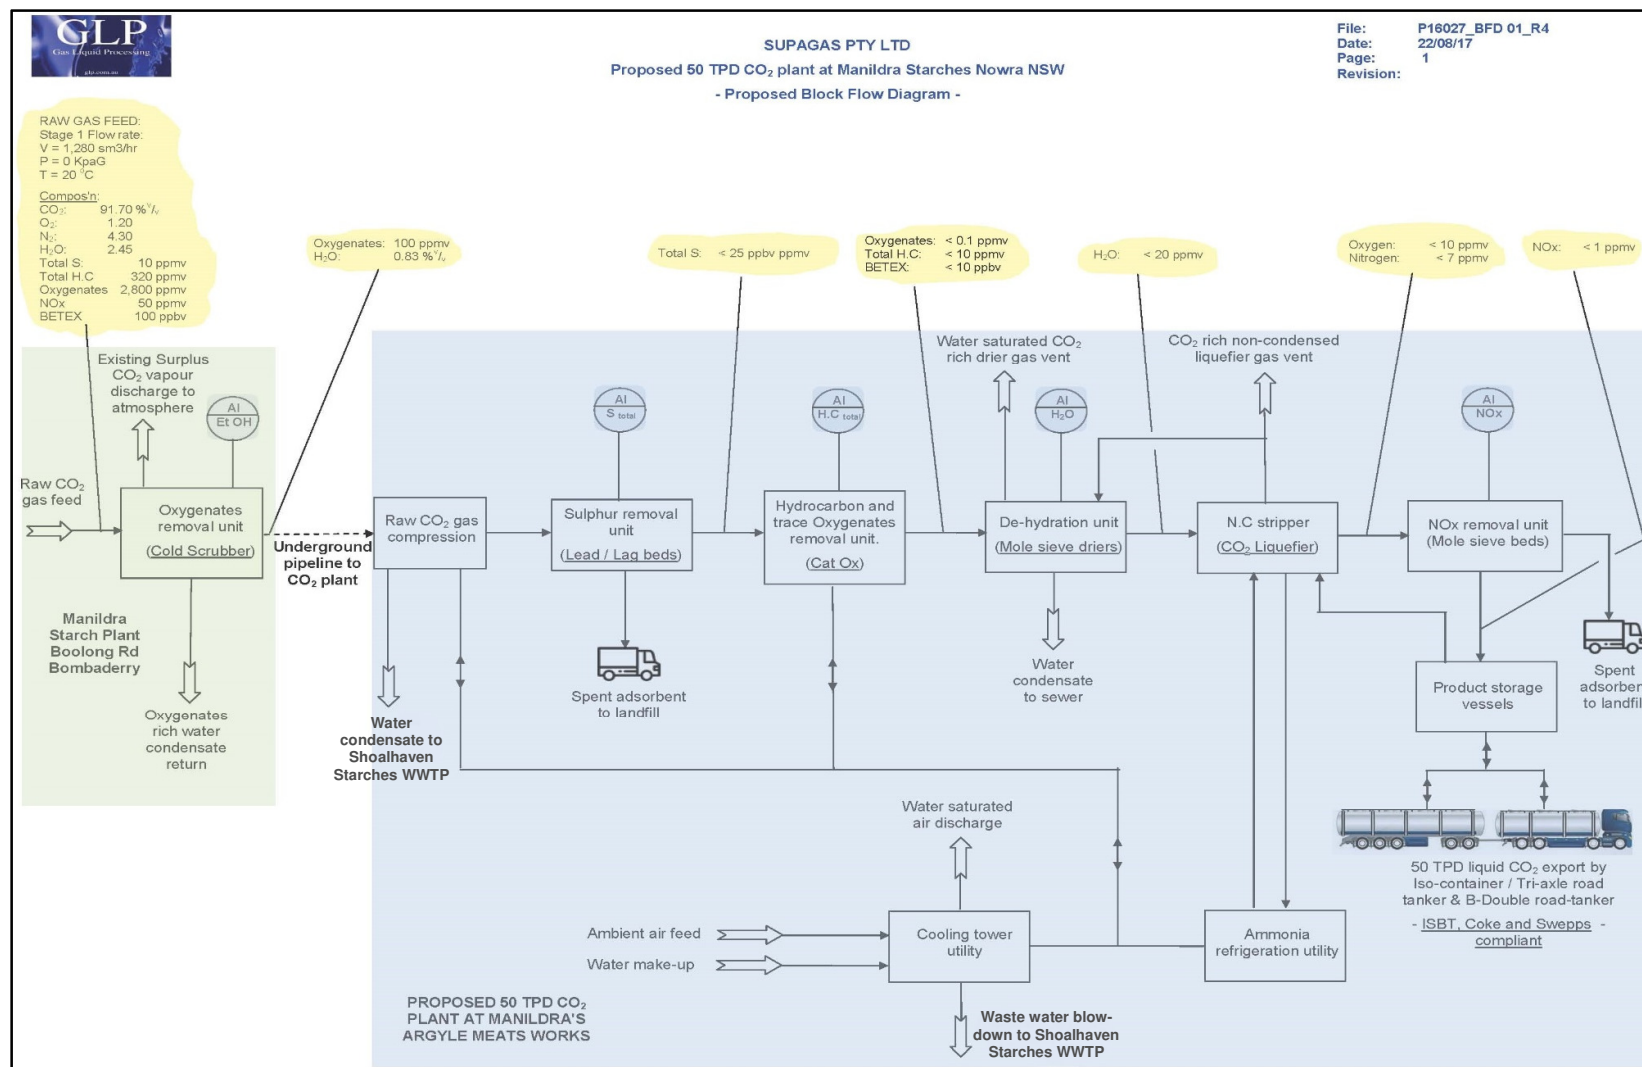 GLP
Gas Liquid Processing
glp.com.au
SUPAGAS PTY LTD
Proposed 50 TPD CO₂ plant at Manildra Starches Nowra NSW
- Proposed Block Flow Diagram -
File: P16027_BFD 01_R4
Date: 22/08/17
Page: 1
Revision:
RAW GAS FEED:
Stage 1 Flow rate:
V = 1,280 sm3/hr
P = 0 KpaG
T = 20 °C
Compos'n:
CO₂: 91.70 %ᵛ/ᵥ
O₂: 1.20
N₂: 4.30
H₂O: 2.45
Total S: 10 ppmv
Total H.C 320 ppmv
Oxygenates 2,800 ppmv
NOx 50 ppmv
BETEX 100 ppbv
Oxygenates: 100 ppmv
H₂O: 0.83 %ᵛ/ᵥ
Total S: < 25 ppbv ppmv
Oxygenates: < 0.1 ppmv
Total H.C: < 10 ppmv
BETEX: < 10 ppbv
H₂O: < 20 ppmv
Oxygen: < 10 ppmv
Nitrogen: < 7 ppmv
NOx: < 1 ppmv
Existing Surplus
CO₂ vapour
discharge to
atmosphere
AI
Et OH
Raw CO₂
gas feed
Oxygenates
removal unit
(Cold Scrubber)
Manildra
Starch Plant
Boolong Rd
Bombaderry
Oxygenates
rich water
condensate
return
Underground
pipeline to
CO₂ plant
Raw CO₂ gas
compression
Water
condensate to
Shoalhaven
Starches WWTP
AI
S total
Sulphur removal
unit
(Lead / Lag beds)
Spent adsorbent
to landfill
AI
H.C total
Hydrocarbon and
trace Oxygenates
removal unit.
(Cat Ox)
Water saturated CO₂
rich drier gas vent
AI
H₂O
De-hydration unit
(Mole sieve driers)
Water
condensate
to sewer
CO₂ rich non-condensed
liquefier gas vent
N.C stripper
(CO₂ Liquefier)
AI
NOx
NOx removal unit
(Mole sieve beds)
Spent
adsorbent
to landfill
Product storage
vessels
50 TPD liquid CO₂ export by
Iso-container / Tri-axle road
tanker & B-Double road-tanker
- ISBT, Coke and Swepps -
compliant
Water saturated
air discharge
Ambient air feed
Water make-up
Cooling tower
utility
Ammonia
refrigeration utility
Waste water blow-
down to Shoalhaven
Starches WWTP
PROPOSED 50 TPD CO₂
PLANT AT MANILDRA'S
ARGYLE MEATS WORKS